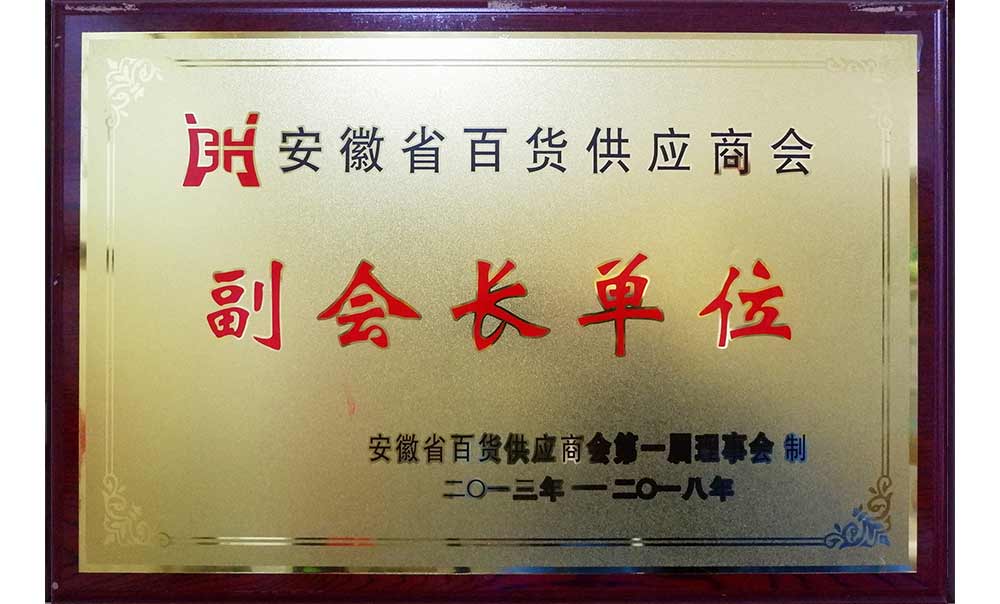 BH 安徽省百货供应商会
副会长单位
安徽省百货供应商会第一届理事会 制
二〇一三年 — 二〇一八年